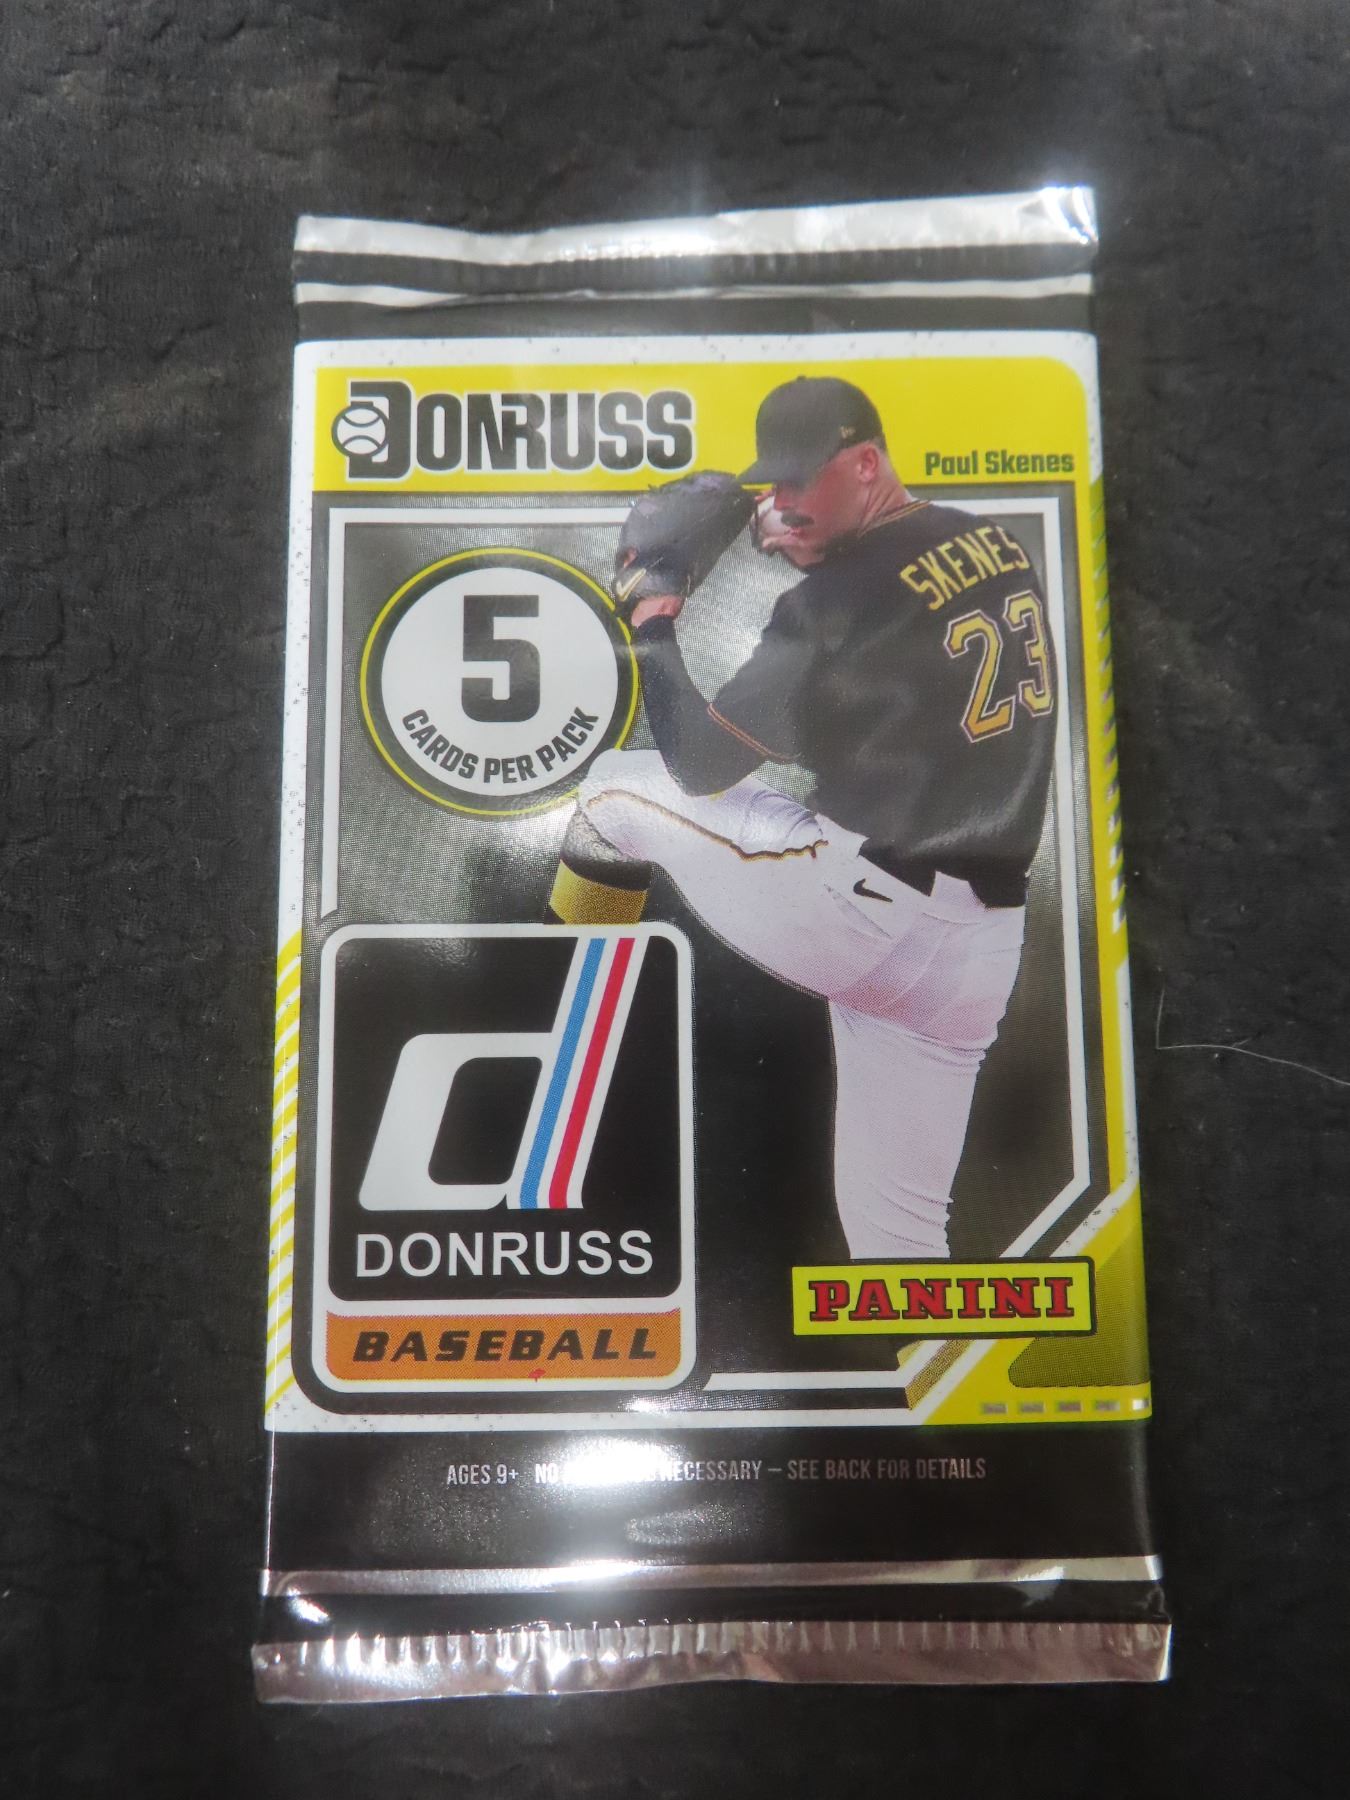 DONRUSS
Paul Skenes
SKENES
23
5
CARDS PER PACK
d
DONRUSS
BASEBALL
PANINI
AGES 9+ NO NECESSARY – SEE BACK FOR DETAILS